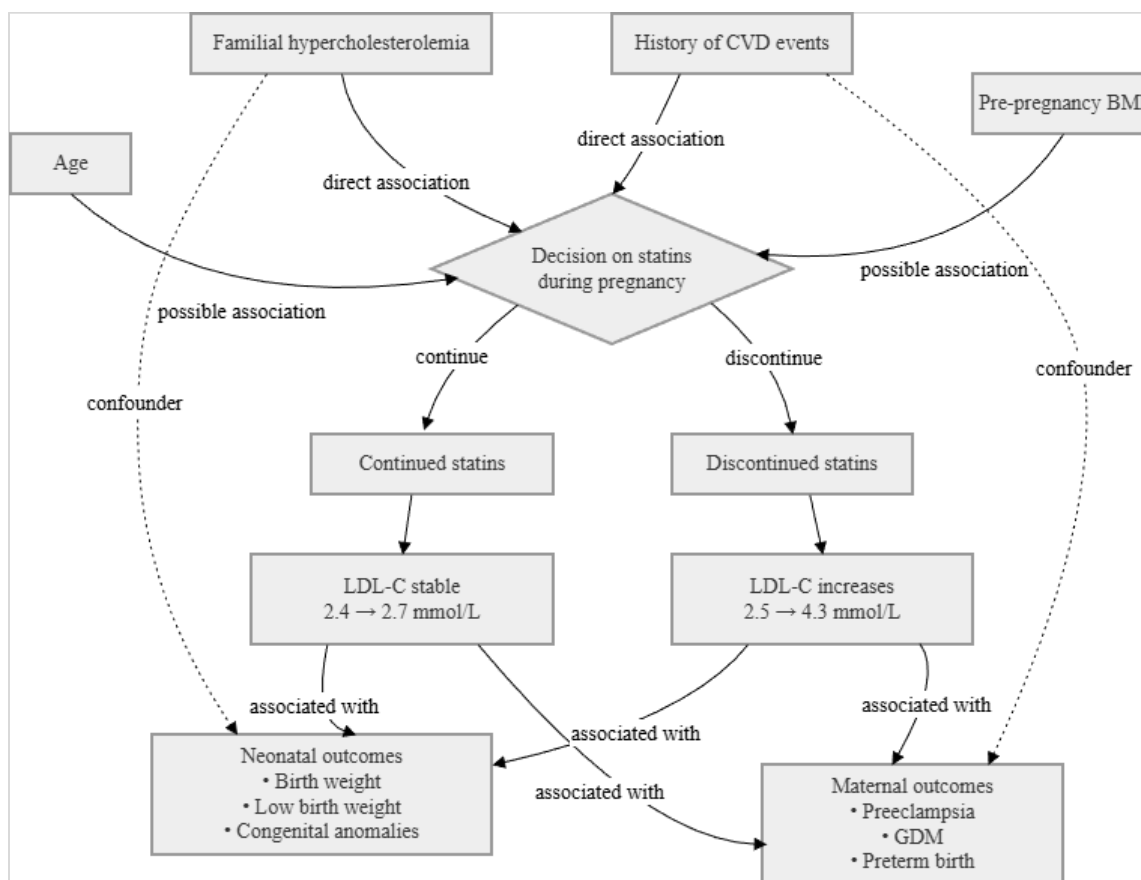 Familial hypercholesterolemia
History of CVD events
Pre-pregnancy BMI
Age
direct association
direct association
Decision on statins
during pregnancy
possible association
possible association
continue
discontinue
confounder
confounder
Continued statins
Discontinued statins
LDL-C stable
2.4 → 2.7 mmol/L
LDL-C increases
2.5 → 4.3 mmol/L
associated with
associated with
associated with
associated with
Neonatal outcomes
• Birth weight
• Low birth weight
• Congenital anomalies
Maternal outcomes
• Preeclampsia
• GDM
• Preterm birth